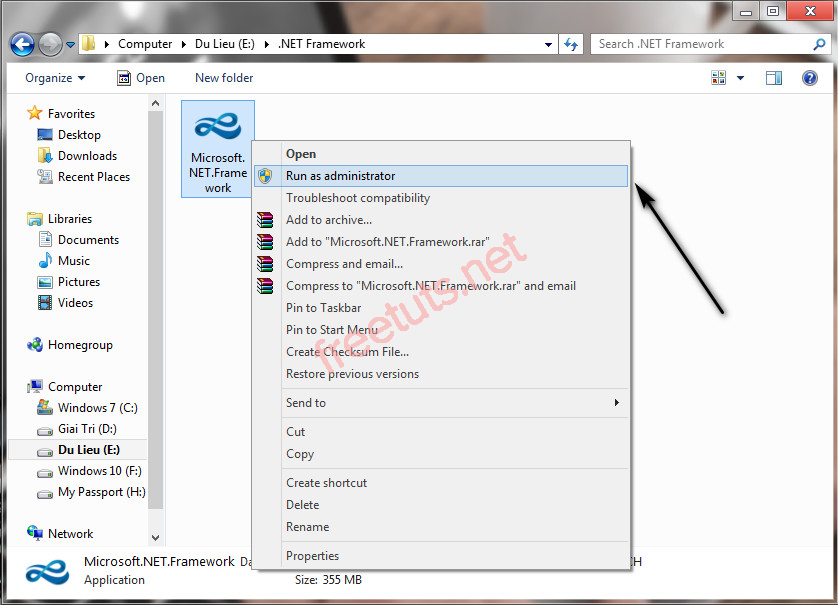 Computer Du Lieu (E:) .NET Framework
Search .NET Framework
Organize
Open
New folder
Favorites
Desktop
Downloads
Recent Places
Libraries
Documents
Music
Pictures
Videos
Homegroup
Computer
Windows 7 (C:)
Giai Tri (D:)
Du Lieu (E:)
Windows 10 (F:)
My Passport (H:)
Network
Microsoft.
NET.Frame
work
Open
Run as administrator
Troubleshoot compatibility
Add to archive...
Add to "Microsoft.NET.Framework.rar"
Compress and email...
Compress to "Microsoft.NET.Framework.rar" and email
Pin to Taskbar
Pin to Start Menu
Create Checksum File...
Restore previous versions
Send to
Cut
Copy
Create shortcut
Delete
Rename
Properties
freetuts.net
Microsoft.NET.Framework
Application
Size: 355 MB